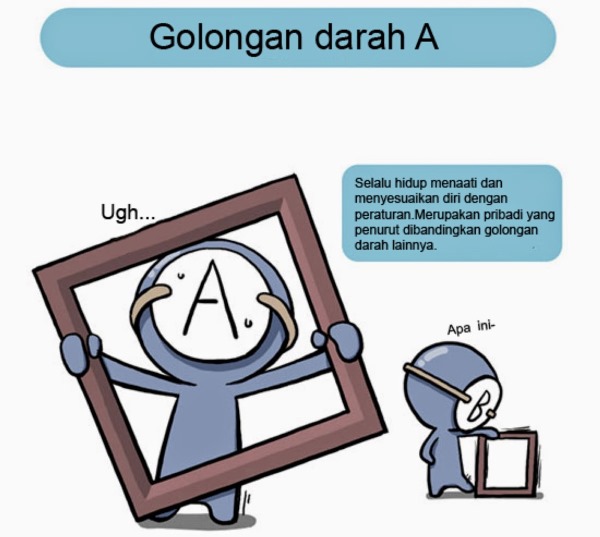 Golongan darah A
Ugh...
Selalu hidup menaati dan
menyesuaikan diri dengan
peraturan.Merupakan pribadi yang
penurut dibandingkan golongan
darah lainnya.
A
Apa ini-
B